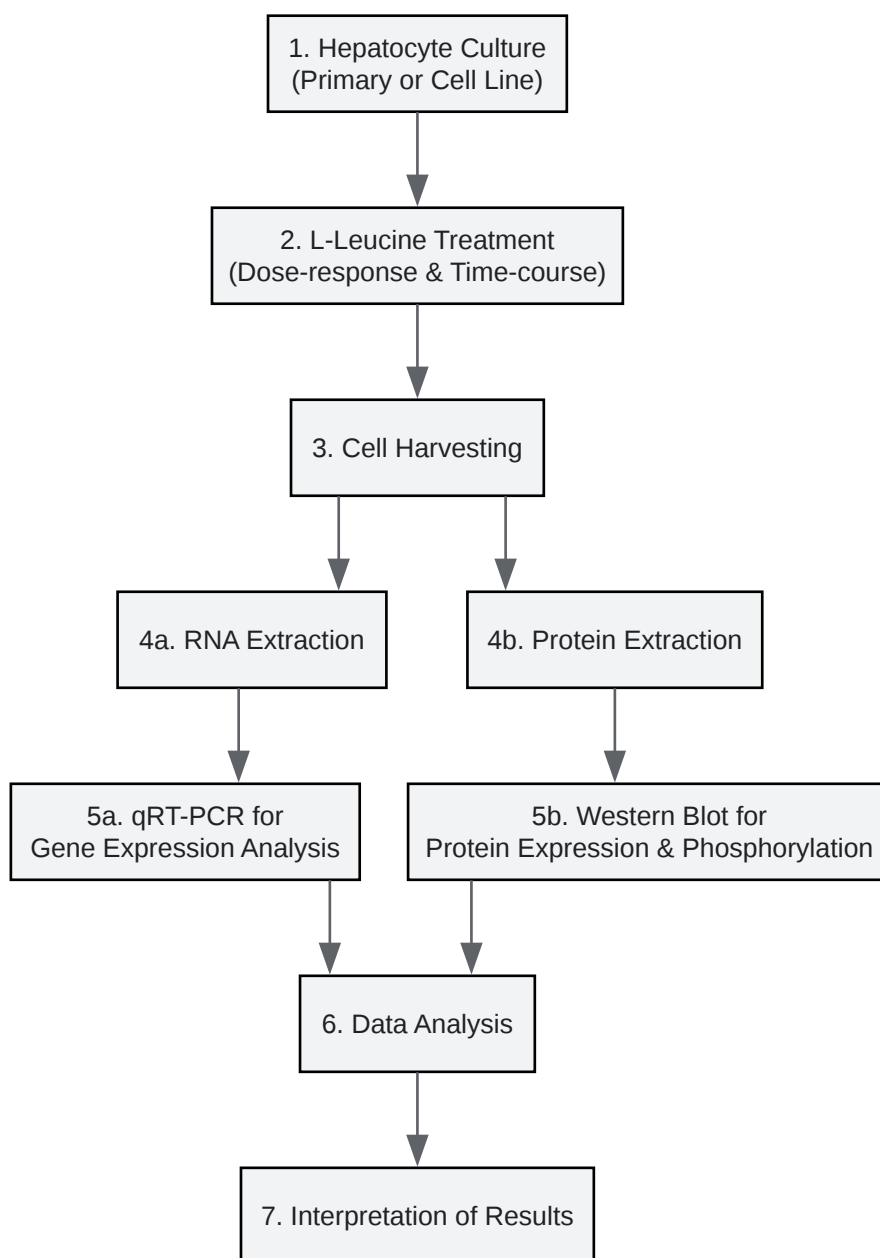 1. Hepatocyte Culture
(Primary or Cell Line)
2. L-Leucine Treatment
(Dose-response & Time-course)
3. Cell Harvesting
4a. RNA Extraction
4b. Protein Extraction
5a. qRT-PCR for
Gene Expression Analysis
5b. Western Blot for
Protein Expression & Phosphorylation
6. Data Analysis
7. Interpretation of Results